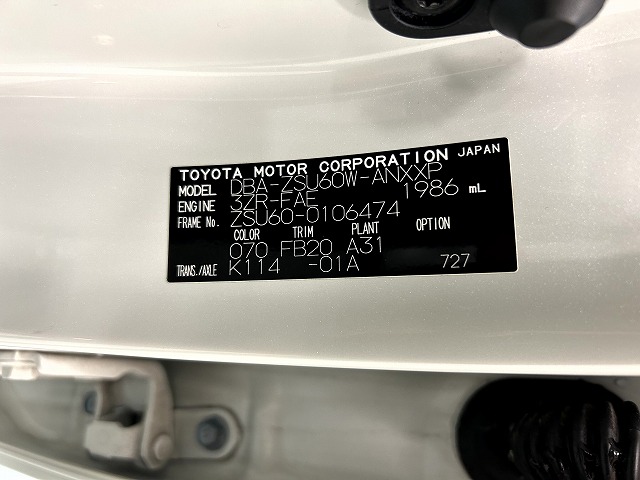 TOYOTA MOTOR CORPORATION JAPAN
MODEL DBA-ZSU60W-ANXXP
ENGINE 3ZR-FAE 1986 mL
FRAME No. ZSU60-0106474
COLOR TRIM PLANT OPTION
070 FB20 A31
TRANS./AXLE K114 -01A 727